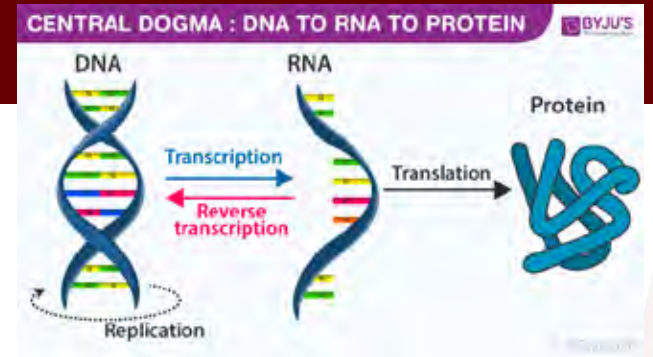 CENTRAL DOGMA : DNA TO RNA TO PROTEIN
BYJU'S
DNA
RNA
Protein
Transcription
Translation
Reverse
transcription
Replication